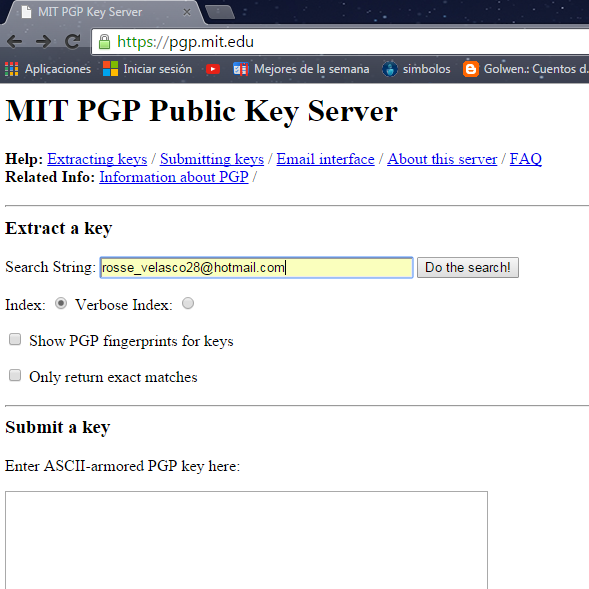 MIT PGP Key Server
https://pgp.mit.edu
Aplicaciones Iniciar sesión Mejores de la semana simbolos Golwen.: Cuentos d.
MIT PGP Public Key Server
Help: Extracting keys / Submitting keys / Email interface / About this server / FAQ
Related Info: Information about PGP /
Extract a key
Search String: rosse_velasco28@hotmail.com Do the search!
Index: Verbose Index:
Show PGP fingerprints for keys
Only return exact matches
Submit a key
Enter ASCII-armored PGP key here: